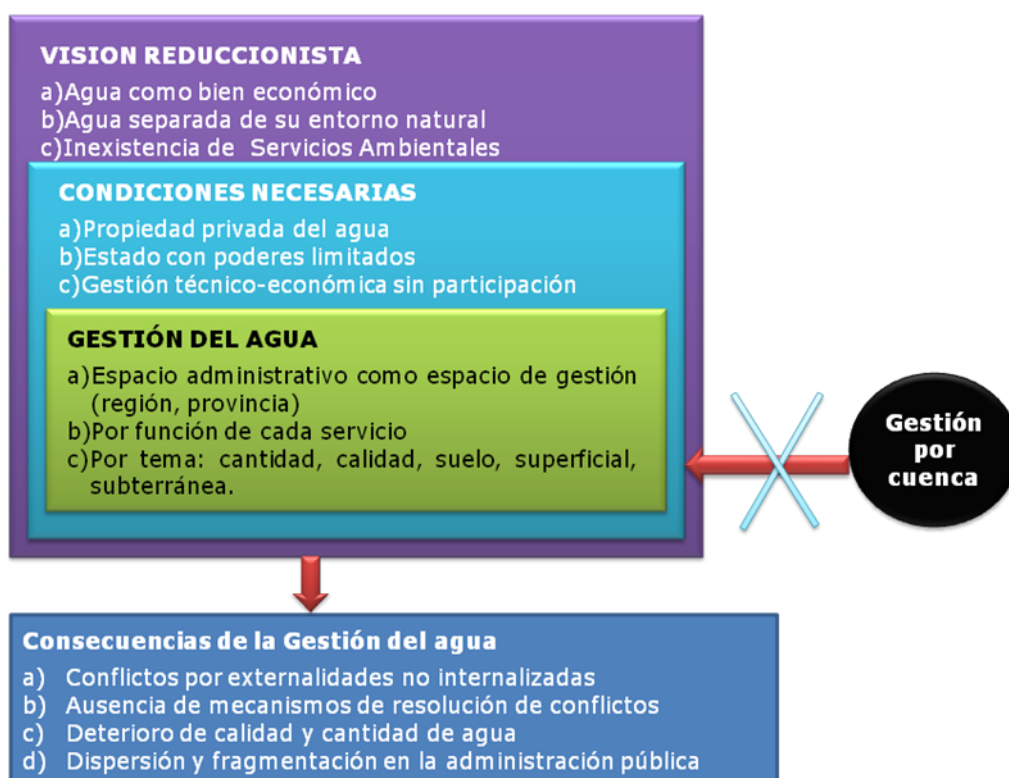 VISION REDUCCIONISTA
a)Agua como bien económico
b)Agua separada de su entorno natural
c)Inexistencia de Servicios Ambientales
CONDICIONES NECESARIAS
a)Propiedad privada del agua
b)Estado con poderes limitados
c)Gestión técnico-económica sin participación
GESTIÓN DEL AGUA
a)Espacio administrativo como espacio de gestión
(región, provincia)
b)Por función de cada servicio
c)Por tema: cantidad, calidad, suelo, superficial,
subterránea.
Gestión
por
cuenca
Consecuencias de la Gestión del agua
a) Conflictos por externalidades no internalizadas
b) Ausencia de mecanismos de resolución de conflictos
c) Deterioro de calidad y cantidad de agua
d) Dispersión y fragmentación en la administración pública